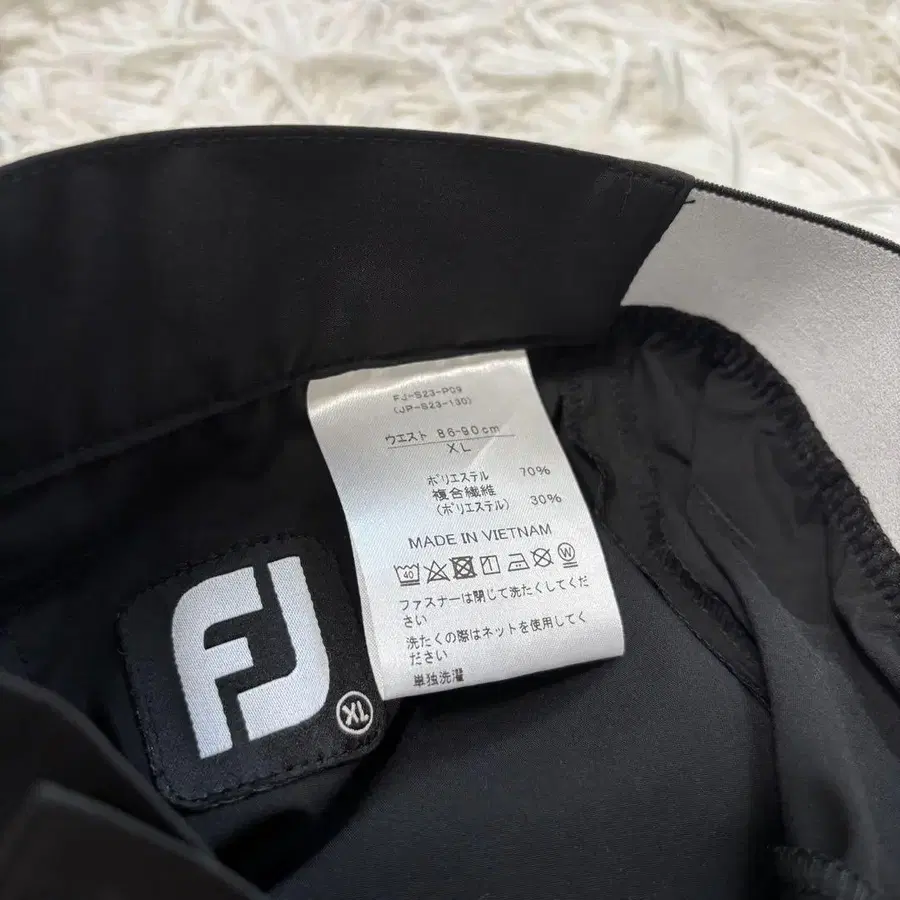 FJ-S23-P09
(JP-S23-130)
ウエスト 86-90cm
XL
ポリエステル 70%
複合繊維
(ポリエステル) 30%
MADE IN VIETNAM
40 W
ファスナーは閉じて洗たくしてくだ
さい
洗たくの際はネットを使用してく
ださい
単独洗濯
FJ
XL